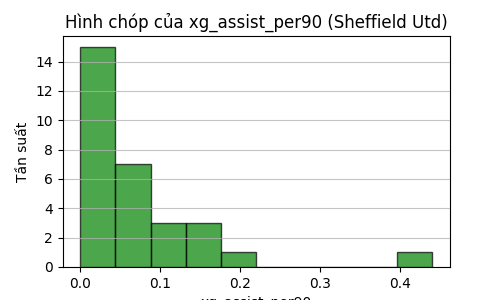 Hình chóp của xg_assist_per90 (Sheffield Utd)
Tần suất
14
12
10
8
6
4
2
0
0.0 0.1 0.2 0.3 0.4
xg_assist_per90